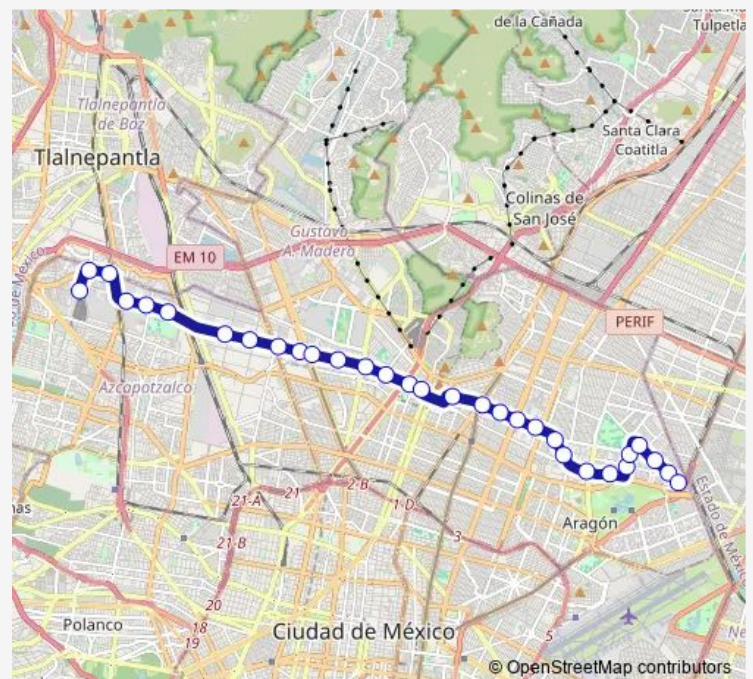 de la Cañada
Tulpetla
Tlalnepantla
de Baz
Santa Clara
Coatitla
Tlalnepantla
Colinas de
San José
Gustavo
A. Madero
EM 10
PERIF
Azcapotzalco
21-A
21
2-B
1-D
3
21-B
Aragón
Estado de Méx
20
Polanco
18
19
Ciudad de México
5
© OpenStreetMap contributors